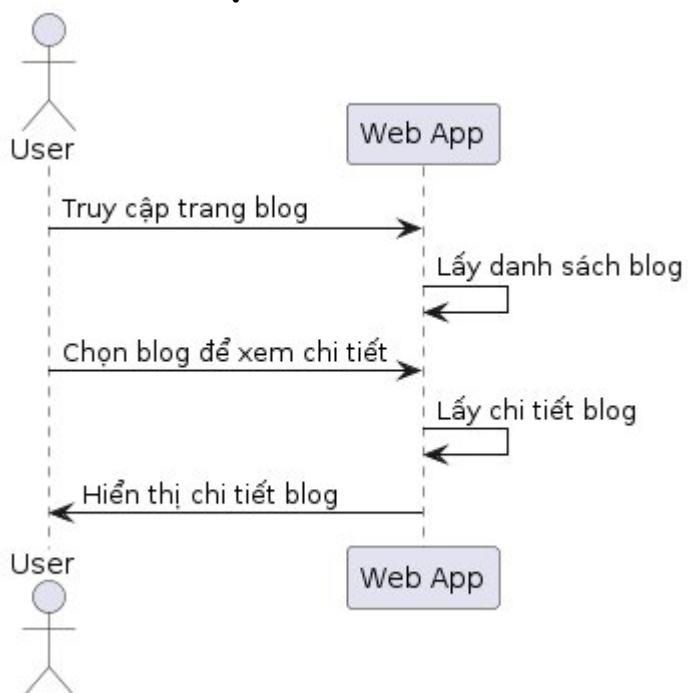 User
Web App
Truy cập trang blog
Lấy danh sách blog
Chọn blog để xem chi tiết
Lấy chi tiết blog
Hiển thị chi tiết blog
User
Web App